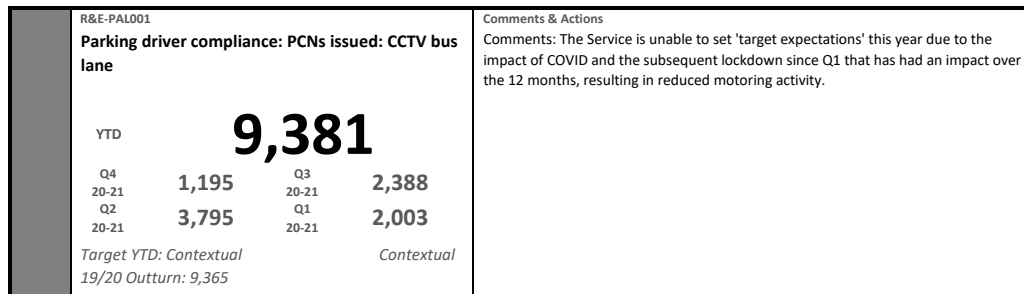 R&E-PAL001
Parking driver compliance: PCNs issued: CCTV bus
lane
YTD 9,381
Q4
20-21
1,195
Q3
20-21
2,388
Q2
20-21
3,795
Q1
20-21
2,003
Target YTD: Contextual Contextual
19/20 Outturn: 9,365
Comments & Actions
Comments: The Service is unable to set 'target expectations' this year due to the
impact of COVID and the subsequent lockdown since Q1 that has had an impact over
the 12 months, resulting in reduced motoring activity.